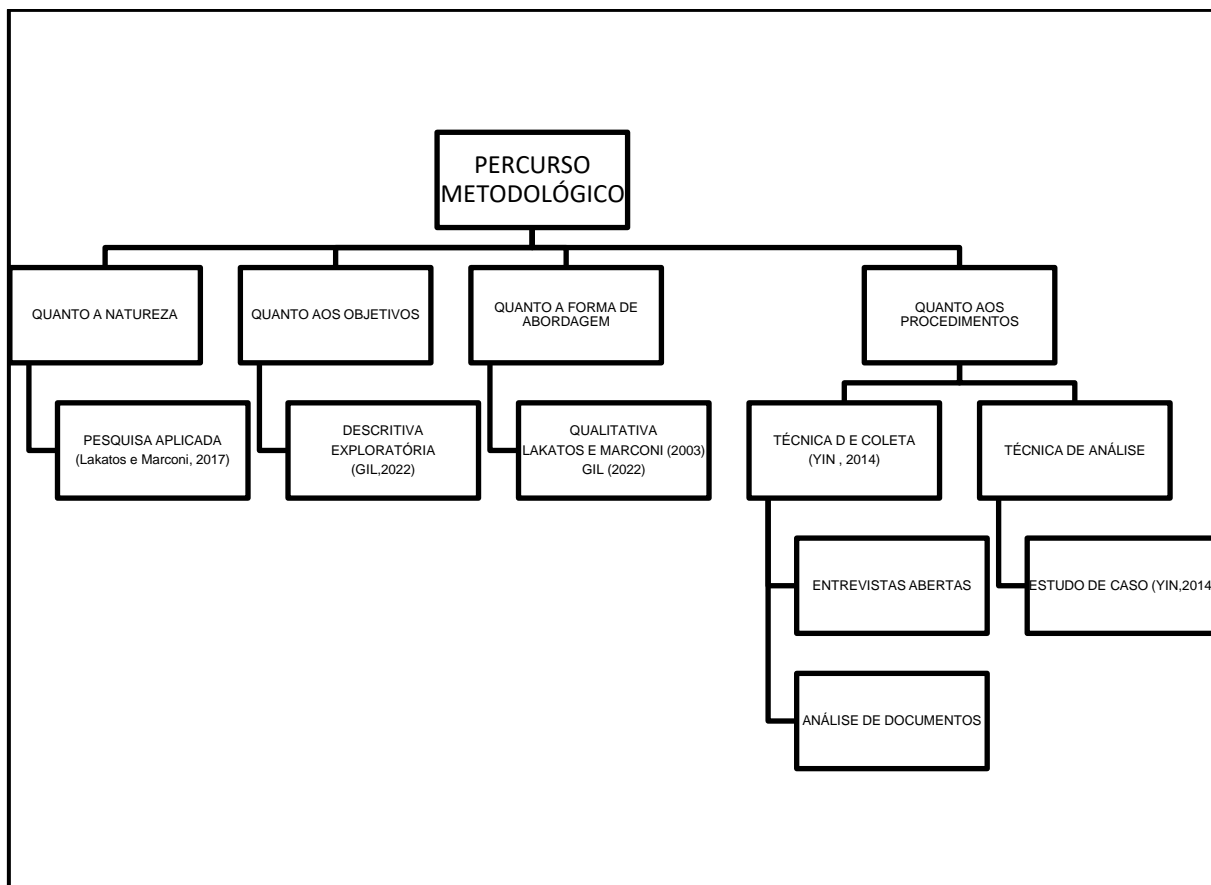 PERCURSO
METODOLÓGICO
QUANTO A NATUREZA
QUANTO AOS OBJETIVOS
QUANTO A FORMA DE
ABORDAGEM
QUANTO AOS
PROCEDIMENTOS
PESQUISA APLICADA
(Lakatos e Marconi, 2017)
DESCRITIVA
EXPLORATÓRIA
(GIL,2022)
QUALITATIVA
LAKATOS E MARCONI (2003)
GIL (2022)
TÉCNICA D E COLETA
(YIN , 2014)
TÉCNICA DE ANÁLISE
ENTREVISTAS ABERTAS
ESTUDO DE CASO (YIN,2014
ANÁLISE DE DOCUMENTOS